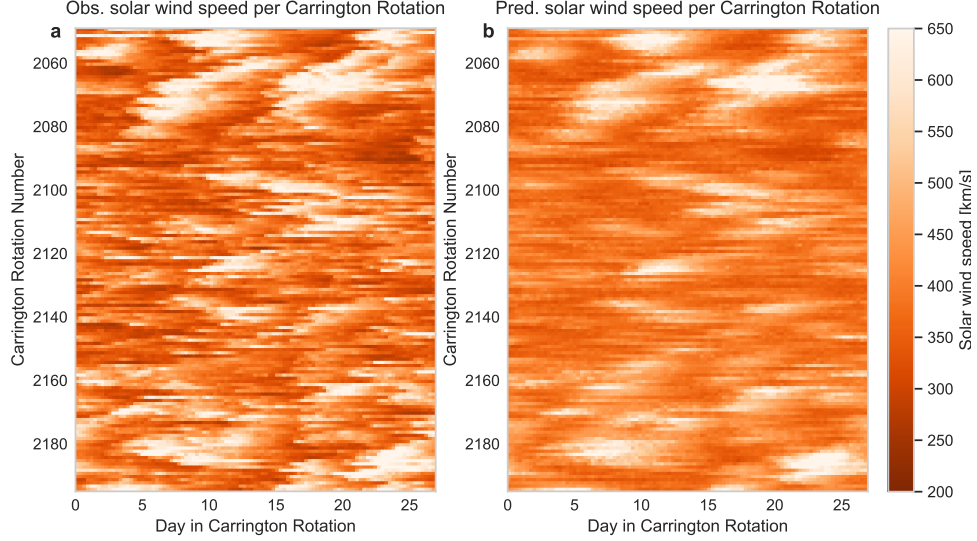 Obs. solar wind speed per Carrington Rotation
a
2060
2080
2100
2120
2140
2160
2180
Carrington Rotation Number
0 5 10 15 20 25
Day in Carrington Rotation
Pred. solar wind speed per Carrington Rotation
b
2060
2080
2100
2120
2140
2160
2180
Carrington Rotation Number
0 5 10 15 20 25
Day in Carrington Rotation
650
600
550
500
450
400
350
300
250
200
Solar wind speed [km/s]